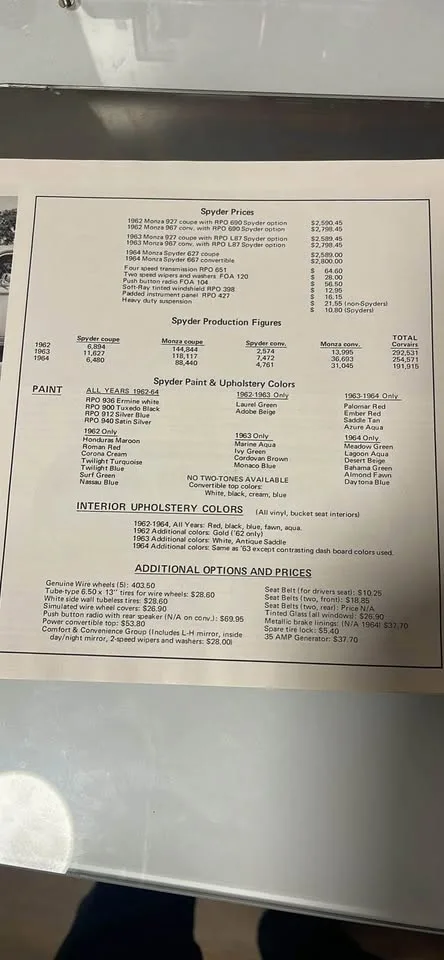 Spyder Prices
1962 Monza 927 coupe with RPO 690 Spyder option $2,590.45
1962 Monza 967 conv. with RPO 690 Spyder option $2,798.45
1963 Monza 927 coupe with RPO L87 Spyder option $2,589.45
1963 Monza 967 conv. with RPO L87 Spyder option $2,798.45
1964 Monza Spyder 627 coupe $2,589.00
1964 Monza Spyder 667 convertible $2,800.00
Four speed transmission RPO 651 $ 64.60
Two speed wipers and washers FOA 120 $ 28.00
Push button radio FOA 104 $ 56.50
Soft-Ray tinted windshield RPO 398 $ 12.95
Padded instrument panel RPO 427 $ 16.15
Heavy duty suspension $ 21.55 (non-Spyders)
$ 10.80 (Spyders)
Spyder Production Figures
Spyder coupe Monza coupe Spyder conv. Monza conv. TOTAL Corvairs
1962 6,894 144,844 2,574 13,995 292,531
1963 11,627 118,117 7,472 36,693 254,571
1964 6,480 88,440 4,761 31,045 191,915
Spyder Paint & Upholstery Colors
PAINT
ALL YEARS 1962-64
RPO 936 Ermine white
RPO 900 Tuxedo Black
RPO 912 Silver Blue
RPO 940 Satin Silver
1962-1963 Only
Laurel Green
Adobe Beige
1963-1964 Only
Palomar Red
Ember Red
Saddle Tan
Azure Aqua
1962 Only
Honduras Maroon
Roman Red
Corona Cream
Twilight Turquoise
Twilight Blue
Surf Green
Nassau Blue
1963 Only
Marine Aqua
Ivy Green
Cordovan Brown
Monaco Blue
1964 Only
Meadow Green
Lagoon Aqua
Desert Beige
Bahama Green
Almond Fawn
Daytona Blue
NO TWO-TONES AVAILABLE
Convertible top colors:
White, black, cream, blue
INTERIOR UPHOLSTERY COLORS (All vinyl, bucket seat interiors)
1962-1964, All Years: Red, black, blue, fawn, aqua.
1962 Additional colors: Gold ('62 only)
1963 Additional colors: White, Antique Saddle
1964 Additional colors: Same as '63 except contrasting dash board colors used.
ADDITIONAL OPTIONS AND PRICES
Genuine Wire wheels (5): 403.50
Tube-type 6.50 x 13" tires for wire wheels: $28.60
White side wall tubeless tires: $28.60
Simulated wire wheel covers: $26.90
Push button radio with rear speaker (N/A on conv.): $69.95
Power convertible top: $53.80
Comfort & Convenience Group (Includes L-H mirror, inside
day/night mirror, 2-speed wipers and washers: $28.00)
Seat Belt (for drivers seat): $10.25
Seat Belts (two, front): $18.85
Seat Belts (two, rear): Price N/A
Tinted Glass (all windows): $26.90
Metallic brake linings: (N/A 1964) $37.70
Spare tire lock: $5.40
35 AMP Generator: $37.70